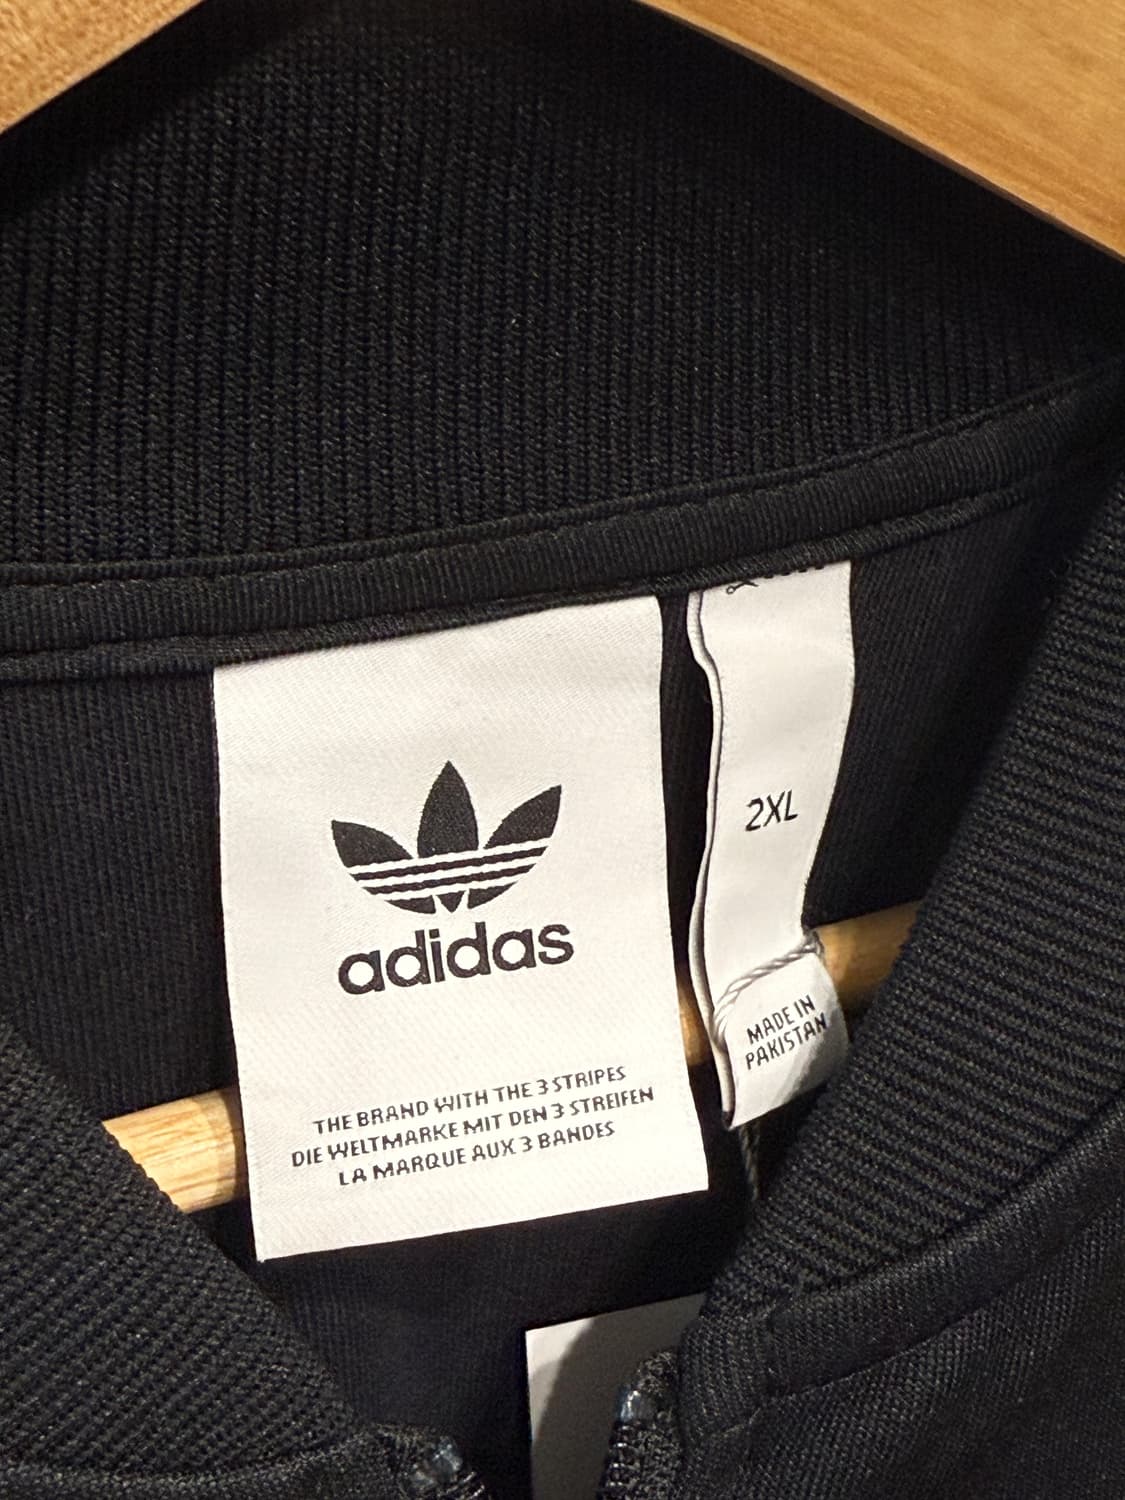 adidas
THE BRAND WITH THE 3 STRIPES
DIE WELTMARKE MIT DEN 3 STREIFEN
LA MARQUE AUX 3 BANDES
2XL
MADE IN
PAKISTAN